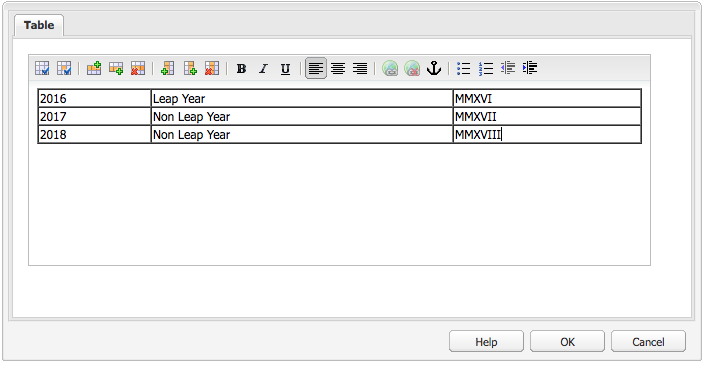 Table
B I U
2016 Leap Year MMXVI
2017 Non Leap Year MMXVII
2018 Non Leap Year MMXVIII
Help OK Cancel